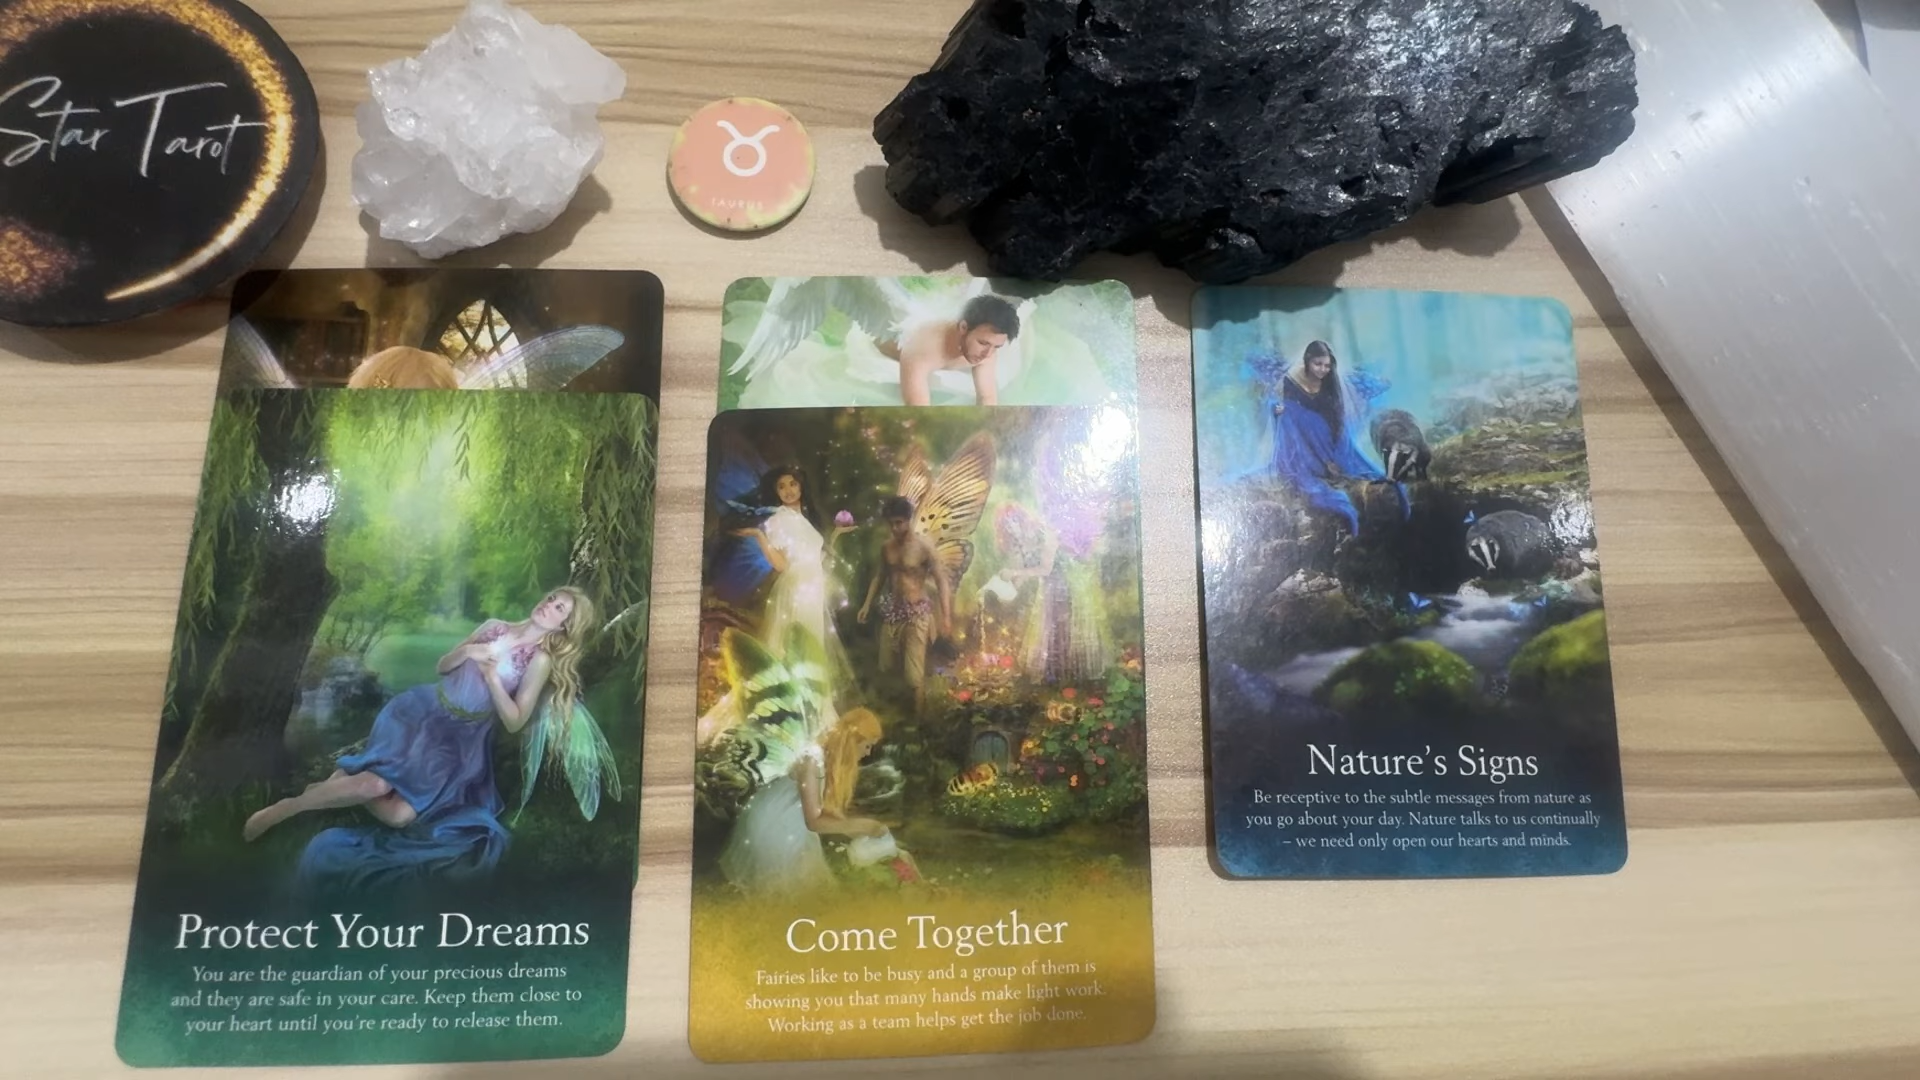 Star Tarot
TAURUS
Protect Your Dreams
You are the guardian of your precious dreams
and they are safe in your care. Keep them close to
your heart until you're ready to release them.
Come Together
Fairies like to be busy and a group of them is
showing you that many hands make light work.
Working as a team helps get the job done.
Nature's Signs
Be receptive to the subtle messages from nature as
you go about your day. Nature talks to us continually
– we need only open our hearts and minds.